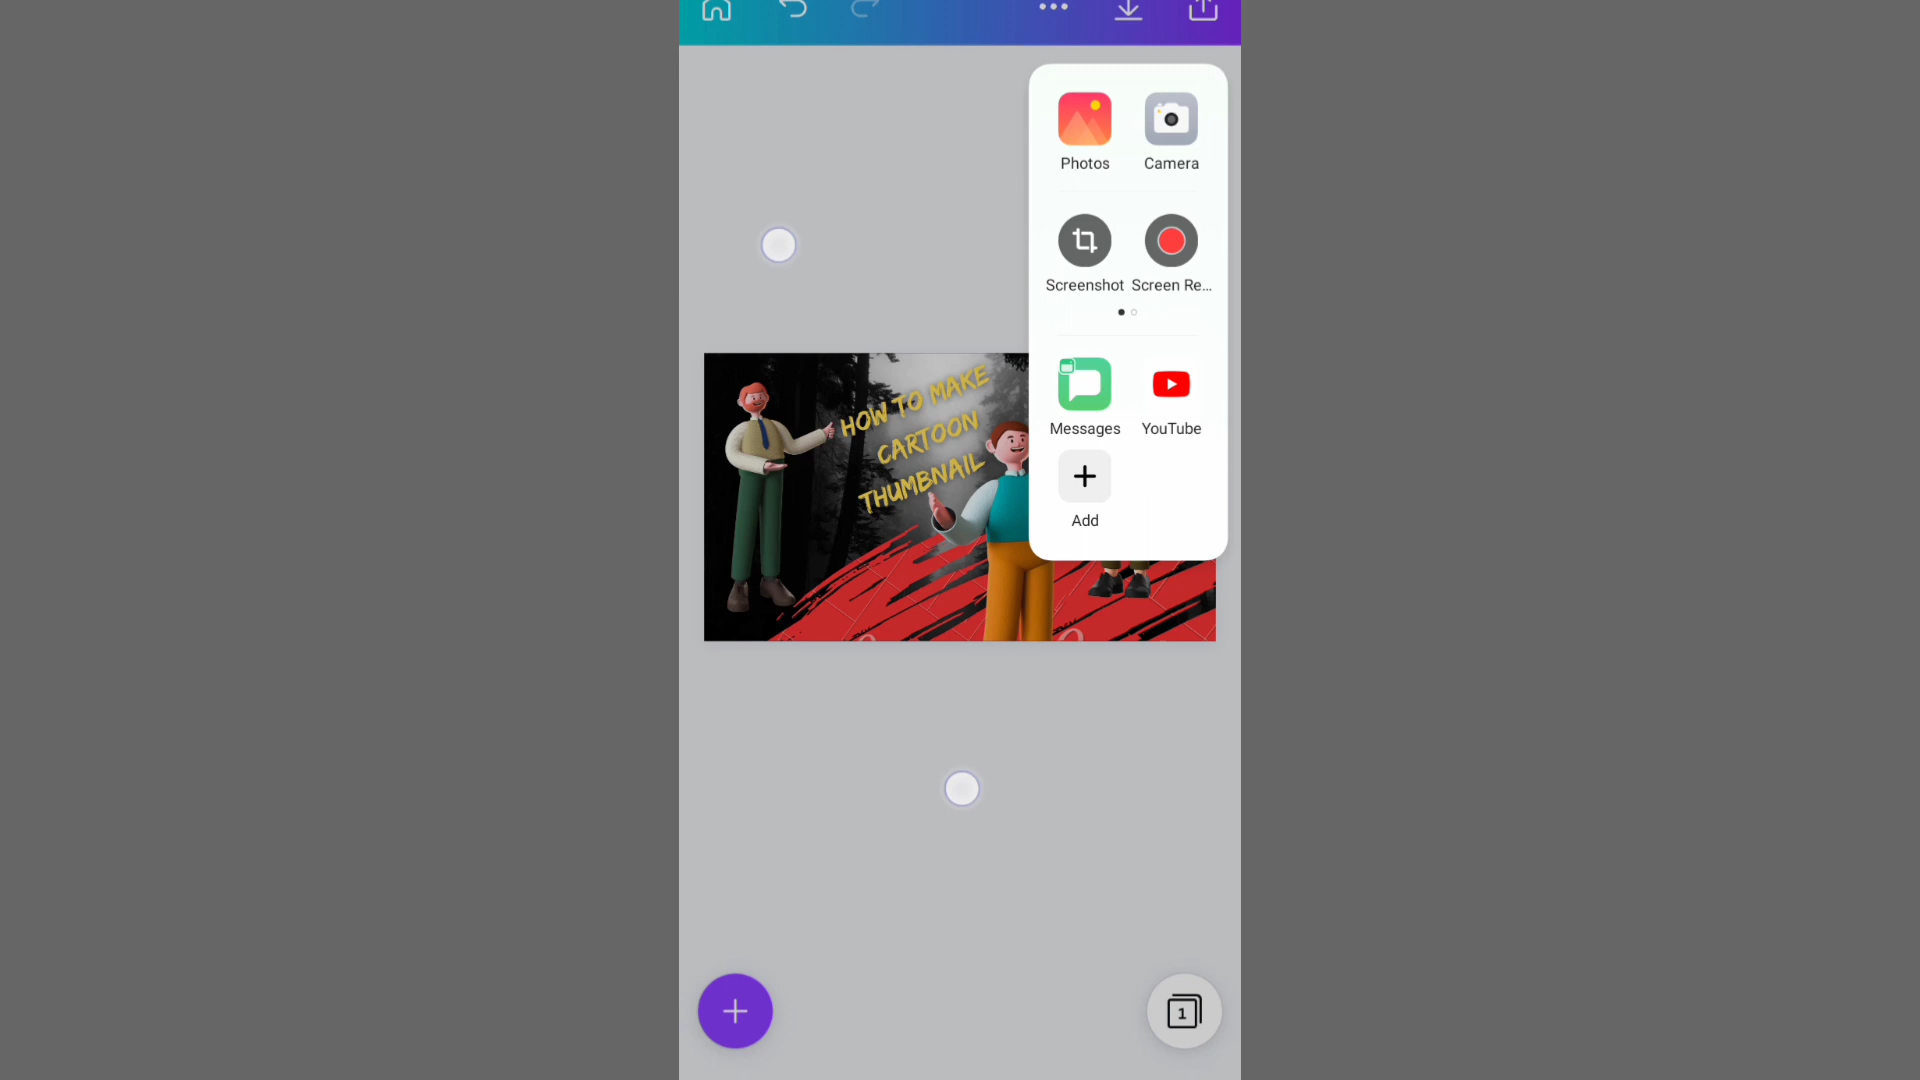 Photos Camera
Screenshot Screen Re...
HOW TO MAKE
CARTOON
THUMBNAIL
Messages YouTube
Add
1